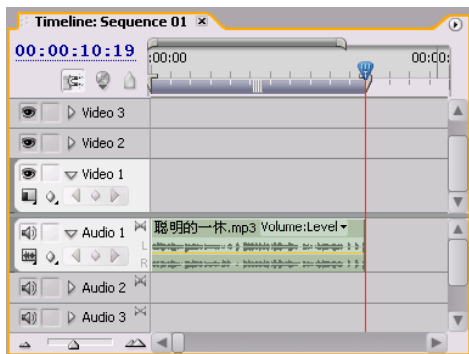 Timeline: Sequence 01
00:00:10:19
:00:00
00:00:
Video 3
Video 2
Video 1
Audio 1
聪明的一休.mp3 Volume:Level
L
R
Audio 2
Audio 3